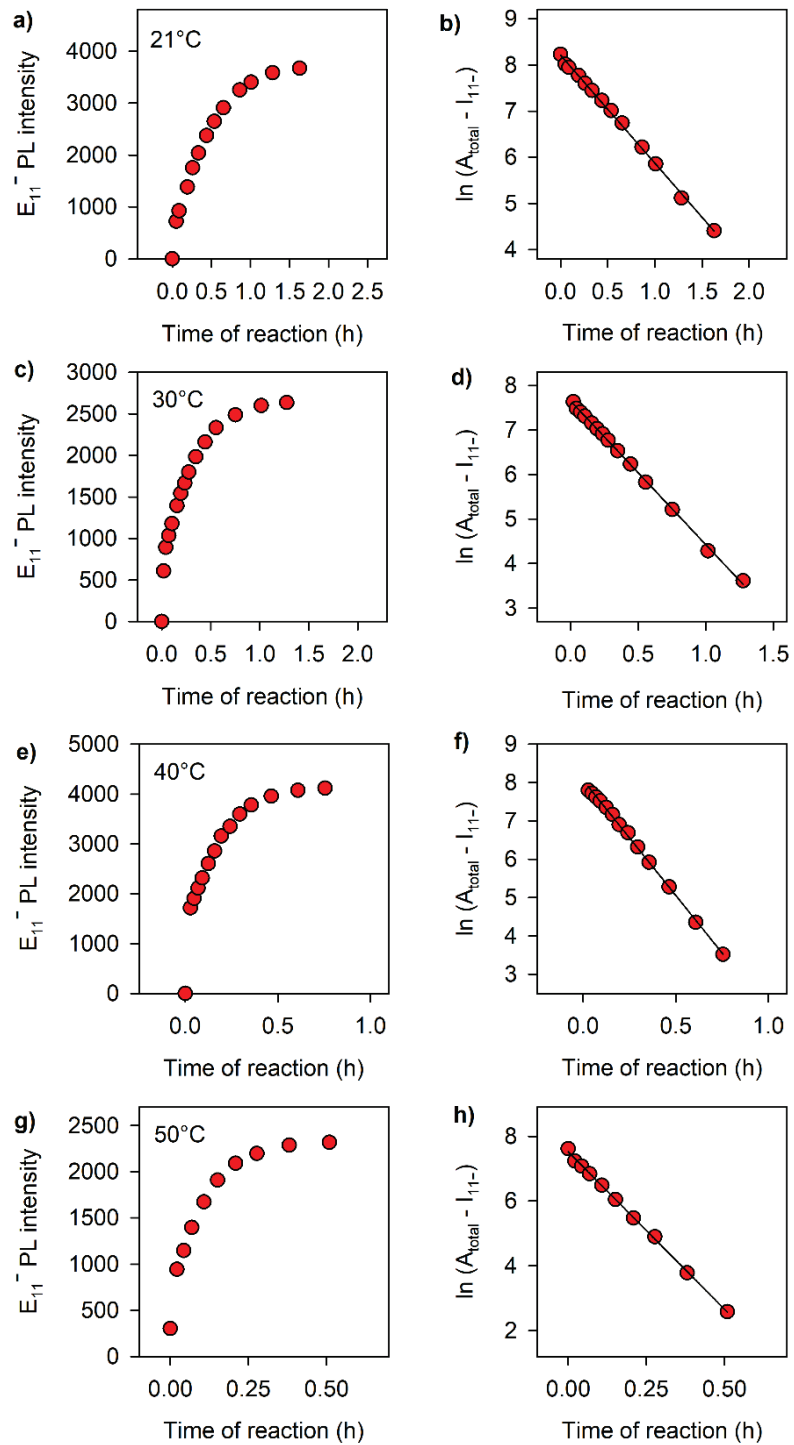 a)
21°C
E₁₁⁻ PL intensity
4000
3000
2000
1000
0
0.0 0.5 1.0 1.5 2.0 2.5
Time of reaction (h)
b)
ln (A_total - I₁₁₋)
9
8
7
6
5
4
0.0 0.5 1.0 1.5 2.0
Time of reaction (h)
c)
30°C
E₁₁⁻ PL intensity
3000
2500
2000
1500
1000
500
0
0.0 0.5 1.0 1.5 2.0
Time of reaction (h)
d)
ln (A_total - I₁₁₋)
8
7
6
5
4
3
0.0 0.5 1.0 1.5
Time of reaction (h)
e)
40°C
E₁₁⁻ PL intensity
5000
4000
3000
2000
1000
0
0.0 0.5 1.0
Time of reaction (h)
f)
ln (A_total - I₁₁₋)
9
8
7
6
5
4
3
0.0 0.5 1.0
Time of reaction (h)
g)
50°C
E₁₁⁻ PL intensity
2500
2000
1500
1000
500
0
0.00 0.25 0.50
Time of reaction (h)
h)
ln (A_total - I₁₁₋)
8
6
4
2
0.00 0.25 0.50
Time of reaction (h)